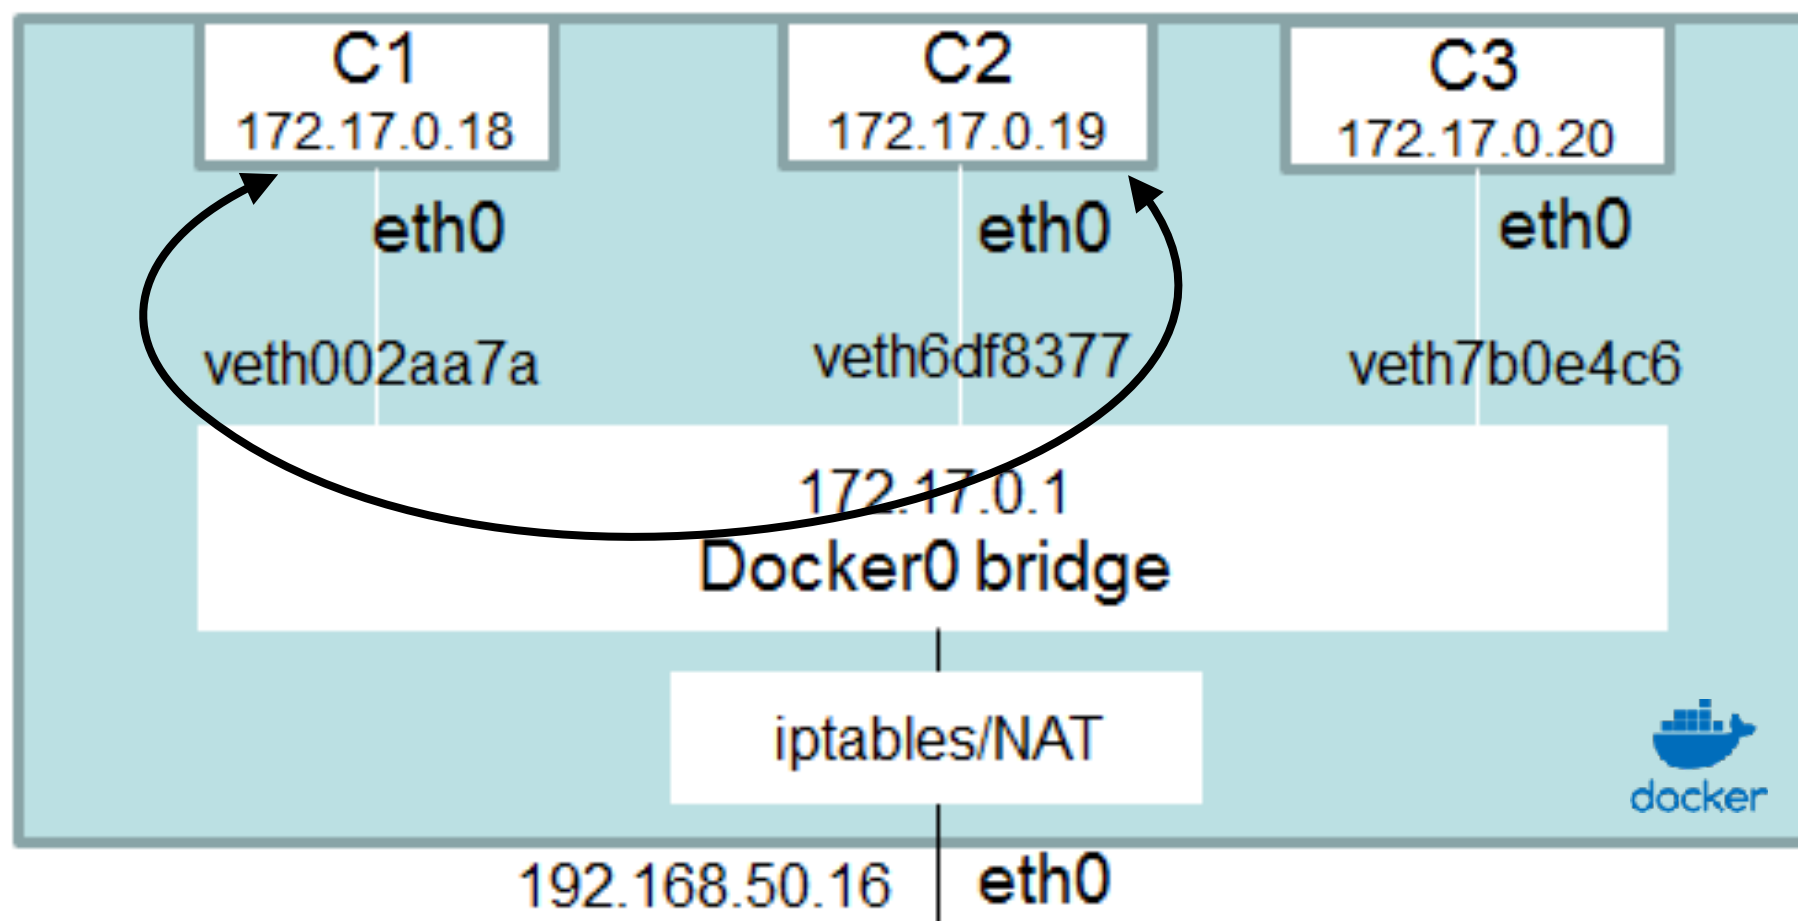 C1
172.17.0.18
C2
172.17.0.19
C3
172.17.0.20
eth0
eth0
eth0
veth002aa7a
veth6df8377
veth7b0e4c6
172.17.0.1
Docker0 bridge
iptables/NAT
docker
192.168.50.16
eth0